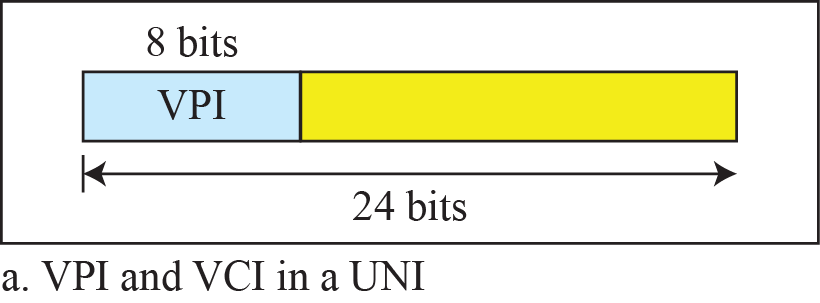 8 bits
VPI
24 bits
a. VPI and VCI in a UNI